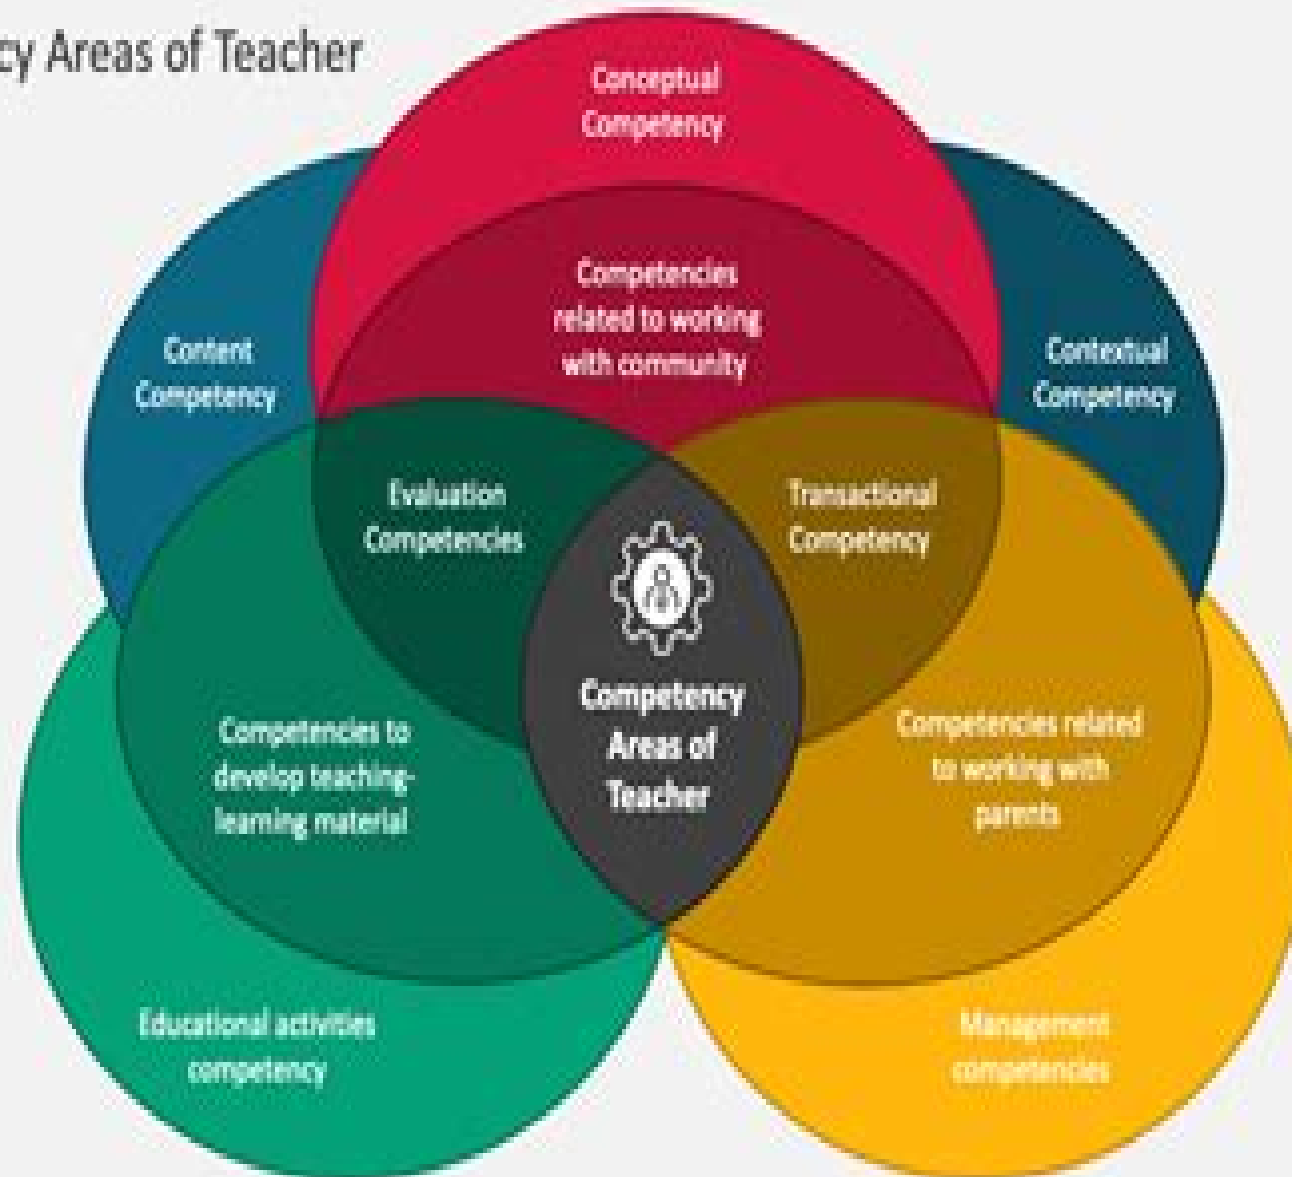 cy Areas of Teacher
Conceptual
Competency
Competencies
related to working
with community
Content
Competency
Contextual
Competency
Evaluation
Competencies
Transactional
Competency
Competency
Areas of
Teacher
Competencies to
develop teaching-
learning material
Competencies related
to working with
parents
Educational activities
competency
Management
competencies